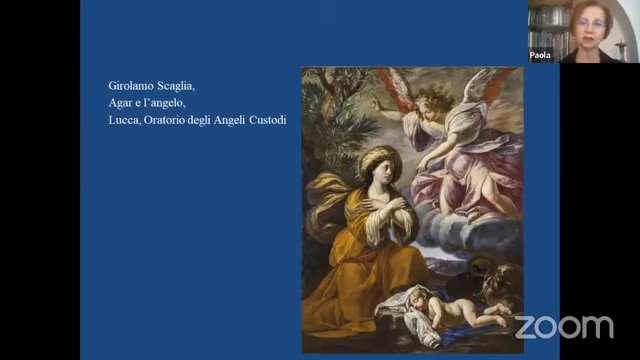 Paola
Girolamo Scaglia,
Agar e l’angelo,
Lucca, Oratorio degli Angeli Custodi
zoom